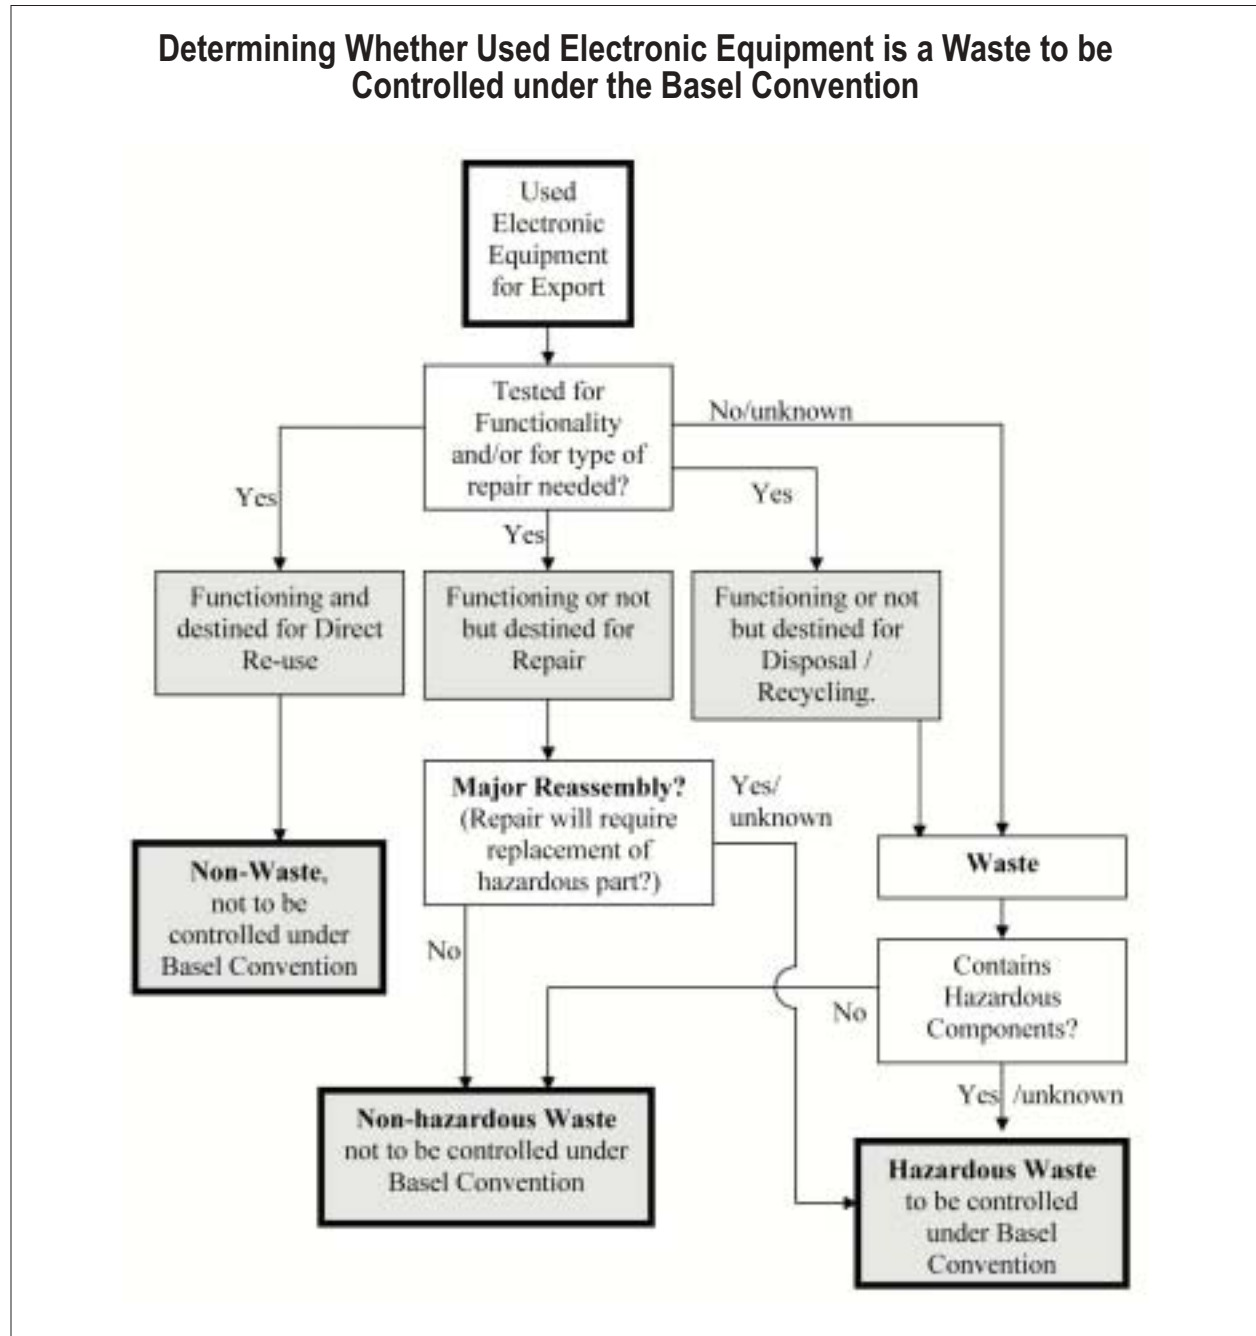 Determining Whether Used Electronic Equipment is a Waste to be
Controlled under the Basel Convention
Used
Electronic
Equipment
for Export
Tested for
Functionality
and/or for type of
repair needed?
No/unknown
Yes
Yes
Yes
Functioning and
destined for Direct
Re-use
Functioning or not
but destined for
Repair
Functioning or not
but destined for
Disposal /
Recycling.
Major Reassembly?
(Repair will require
replacement of
hazardous part?)
Yes/
unknown
Non-Waste,
not to be
controlled under
Basel Convention
Waste
No
Contains
Hazardous
Components?
No
Yes /unknown
Non-hazardous Waste
not to be controlled under
Basel Convention
Hazardous Waste
to be controlled
under Basel
Convention